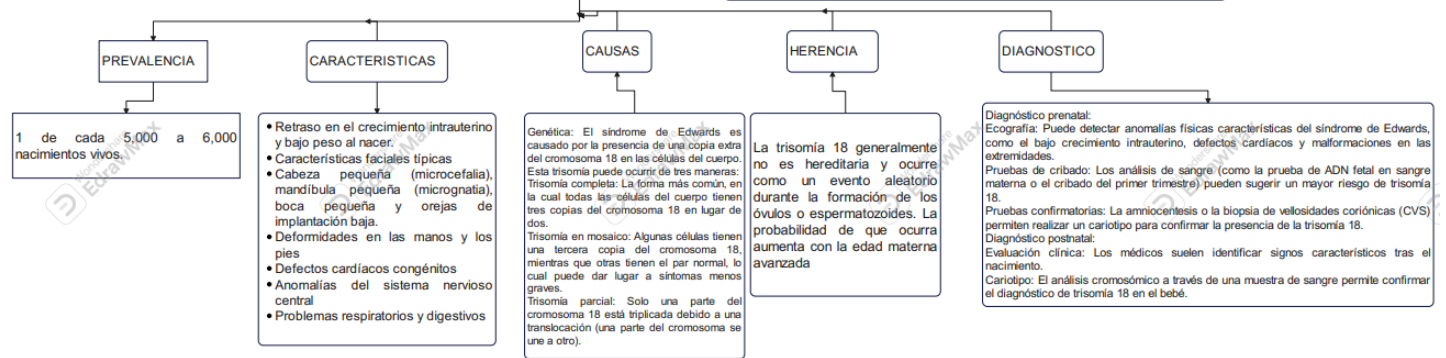 PREVALENCIA
1 de cada 5,000 a 6,000
nacimientos vivos.
CARACTERISTICAS
• Retraso en el crecimiento intrauterino
y bajo peso al nacer.
• Características faciales típicas
• Cabeza pequeña (microcefalia),
mandíbula pequeña (micrognatia),
boca pequeña y orejas de
implantación baja.
• Deformidades en las manos y los
pies
• Defectos cardíacos congénitos
• Anomalías del sistema nervioso
central
• Problemas respiratorios y digestivos
CAUSAS
Genética: El síndrome de Edwards es
causado por la presencia de una copia extra
del cromosoma 18 en las células del cuerpo.
Esta trisomía puede ocurrir de tres maneras:
Trisomía completa: La forma más común, en
la cual todas las células del cuerpo tienen
tres copias del cromosoma 18 en lugar de
dos.
Trisomía en mosaico: Algunas células tienen
una tercera copia del cromosoma 18,
mientras que otras tienen el par normal, lo
cual puede dar lugar a síntomas menos
graves.
Trisomía parcial: Solo una parte del
cromosoma 18 está triplicada debido a una
translocación (una parte del cromosoma se
une a otro).
HERENCIA
La trisomía 18 generalmente
no es hereditaria y ocurre
como un evento aleatorio
durante la formación de los
óvulos o espermatozoides. La
probabilidad de que ocurra
aumenta con la edad materna
avanzada
DIAGNOSTICO
Diagnóstico prenatal:
Ecografía: Puede detectar anomalías físicas características del síndrome de Edwards,
como el bajo crecimiento intrauterino, defectos cardíacos y malformaciones en las
extremidades.
Pruebas de cribado: Los análisis de sangre (como la prueba de ADN fetal en sangre
materna o el cribado del primer trimestre) pueden sugerir un mayor riesgo de trisomía
18.
Pruebas confirmatorias: La amniocentesis o la biopsia de vellosidades coriónicas (CVS)
permiten realizar un cariotipo para confirmar la presencia de la trisomía 18.
Diagnóstico postnatal:
Evaluación clínica: Los médicos suelen identificar signos característicos tras el
nacimiento.
Cariotipo: El análisis cromosómico a través de una muestra de sangre permite confirmar
el diagnóstico de trisomía 18 en el bebé.
Wondershare
EdrawMax
Wondershare
EdrawMax
Wondershare
EdrawMax
Wondershare
EdrawMax